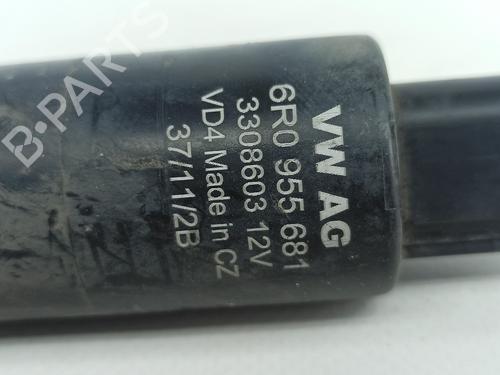 VW AG
6R0 955 681
3308603 12V
VD4 Made in CZ
37/11/2B
B-PARTS